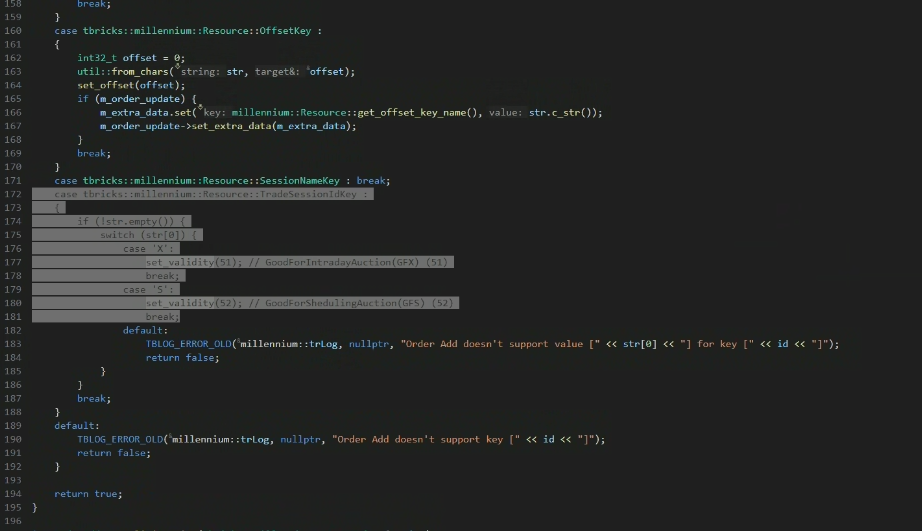 158 break;
159 }
160 case tbricks::millennium::Resource::OffsetKey :
161 {
162 int32_t offset = 0;
163 util::from_chars(string: str, target&: offset);
164 set_offset(offset);
165 if (m_order_update) {
166 m_extra_data.set(key: millennium::Resource::get_offset_key_name(), value: str.c_str());
167 m_order_update->set_extra_data(m_extra_data);
168 }
169 break;
170 }
171 case tbricks::millennium::Resource::SessionNameKey : break;
172 case tbricks::millennium::Resource::TradeSessionIdKey :
173 {
174 if (!str.empty()) {
175 switch (str[0]) {
176 case 'X':
177 set_validity(51); // GoodForIntradayAuction(GFX) (51)
178 break;
179 case 'S':
180 set_validity(52); // GoodForShedulingAuction(GFS) (52)
181 break;
182 default:
183 TBLOG_ERROR_OLD(millennium::trLog, nullptr, "Order Add doesn't support value [" << str[0] << "] for key [" << id << "]");
184 return false;
185 }
186 }
187 break;
188 }
189 default:
190 TBLOG_ERROR_OLD(millennium::trLog, nullptr, "Order Add doesn't support key [" << id << "]");
191 return false;
192 }
193
194 return true;
195 }
196